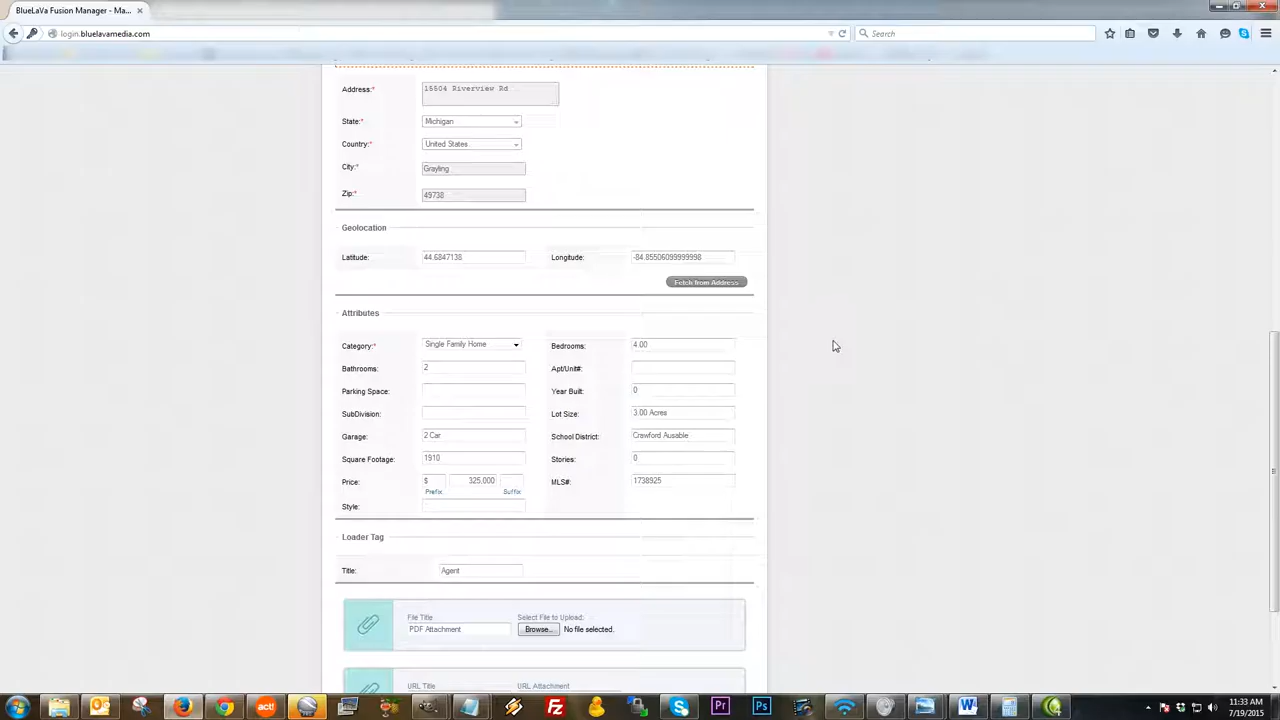 BlueLaVa Fusion Manager - Ma...
login.bluelavamedia.com
Search
Address:* 15504 Riverview Rd
State:* Michigan
Country:* United States
City:* Grayling
Zip:* 49738
Geolocation
Latitude: 44.6847138 Longitude: -84.85506099999998
Fetch from Address
Attributes
Category:* Single Family Home Bedrooms: 4.00
Bathrooms: 2 Apt/Unit#:
Parking Space: Year Built: 0
SubDivision: Lot Size: 3.00 Acres
Garage: 2 Car School District: Crawford Ausable
Square Footage: 1910 Stories: 0
Price: $ 325,000 MLS#: 1738925
Prefix Suffix
Style:
Loader Tag
Title: Agent
File Title Select File to Upload:
PDF Attachment Browse... No file selected.
URL Title URL Attachment
act! FZ Pr Ps W
11:33 AM
7/19/2015